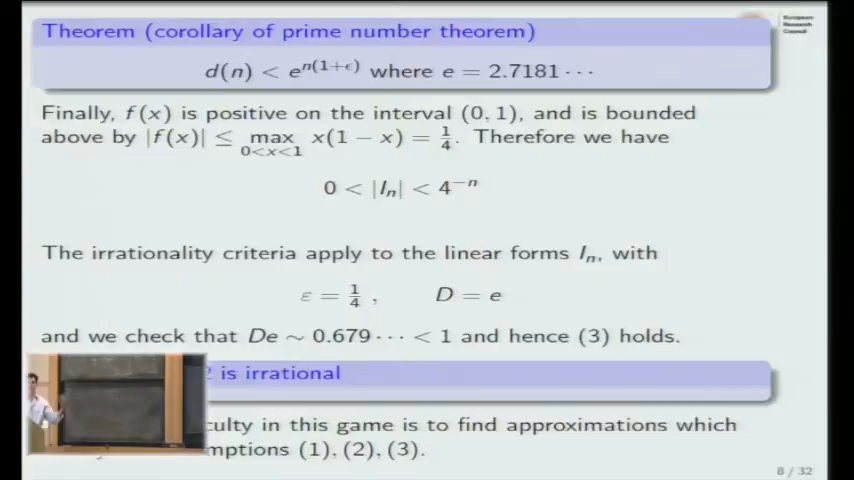 European
Research
Council
Theorem (corollary of prime number theorem)
d(n) < e^{n(1+ϵ)} where e = 2.7181 ⋯
Finally, f(x) is positive on the interval (0, 1), and is bounded
above by |f(x)| ≤ max_{0<x<1} x(1 − x) = 1/4. Therefore we have
0 < |I_n| < 4^{−n}
The irrationality criteria apply to the linear forms I_n, with
ε = 1/4 , D = e
and we check that De ∼ 0.679 ⋯ < 1 and hence (3) holds.
2 is irrational
culty in this game is to find approximations which
mptions (1), (2), (3).
8 / 32